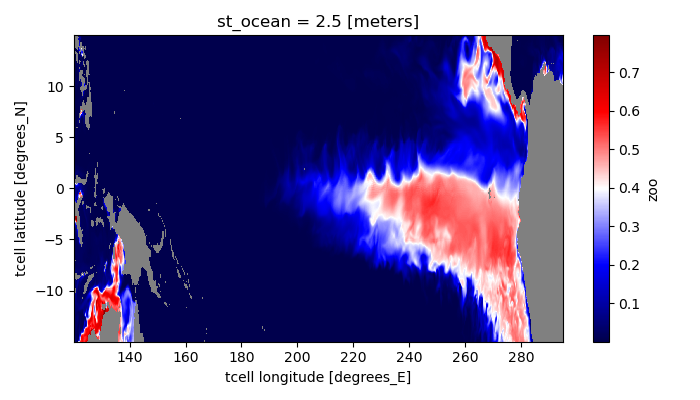 st_ocean = 2.5 [meters]
10
5
0
−5
−10
tcell latitude [degrees_N]
140 160 180 200 220 240 260 280
tcell longitude [degrees_E]
0.7
0.6
0.5
0.4
0.3
0.2
0.1
zoo